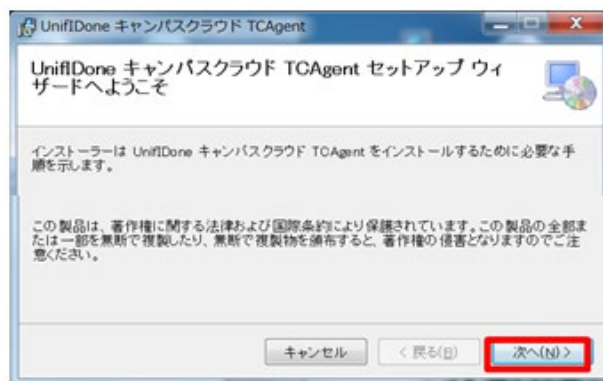 UnifIDone キャンパスクラウド TCAgent
UnifIDone キャンパスクラウド TCAgent セットアップ ウィ
ザードへようこそ
インストーラーは UnifIDone キャンパスクラウド TCAgent をインストールするために必要な手
順を示します。
この製品は、著作権に関する法律および国際条約により保護されています。この製品の全部ま
たは一部を無断で複製したり、無断で複製物を頒布すると、著作権の侵害となりますのでご注
意ください。
キャンセル
< 戻る(B)
次へ(N) >